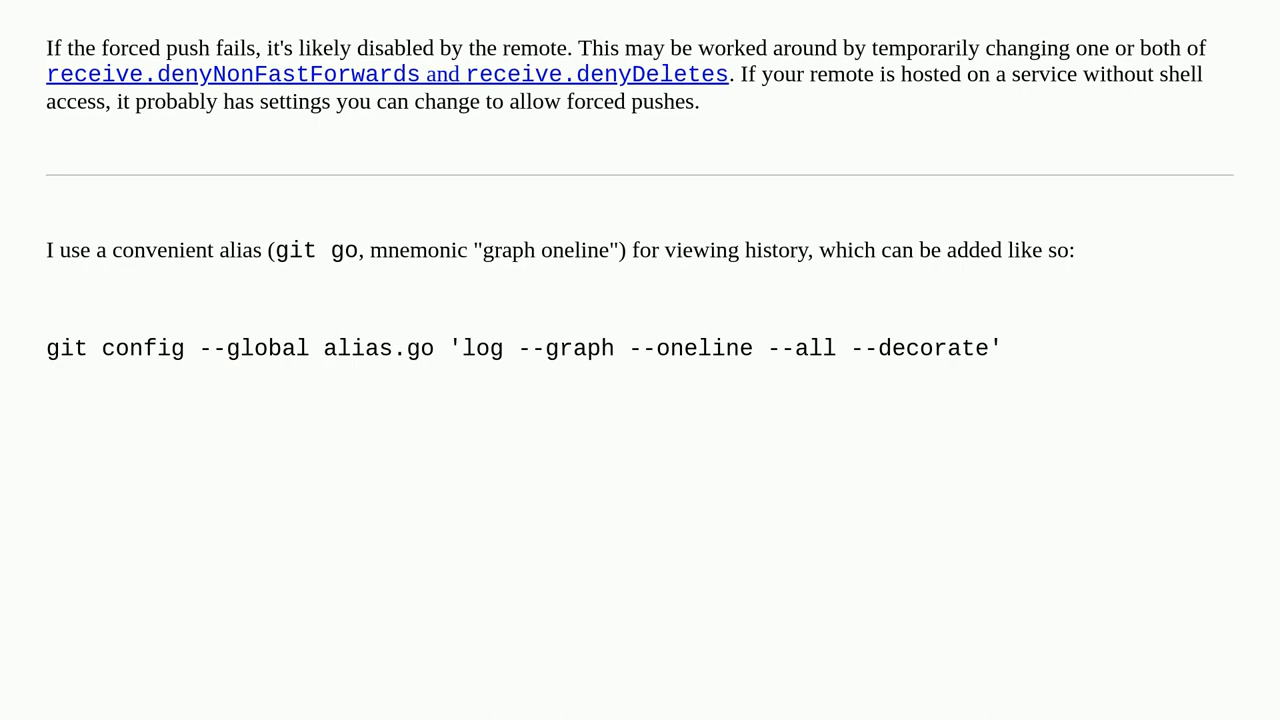 If the forced push fails, it's likely disabled by the remote. This may be worked around by temporarily changing one or both of
receive.denyNonFastForwards and receive.denyDeletes. If your remote is hosted on a service without shell
access, it probably has settings you can change to allow forced pushes.
I use a convenient alias (git go, mnemonic "graph oneline") for viewing history, which can be added like so:
git config --global alias.go 'log --graph --oneline --all --decorate'